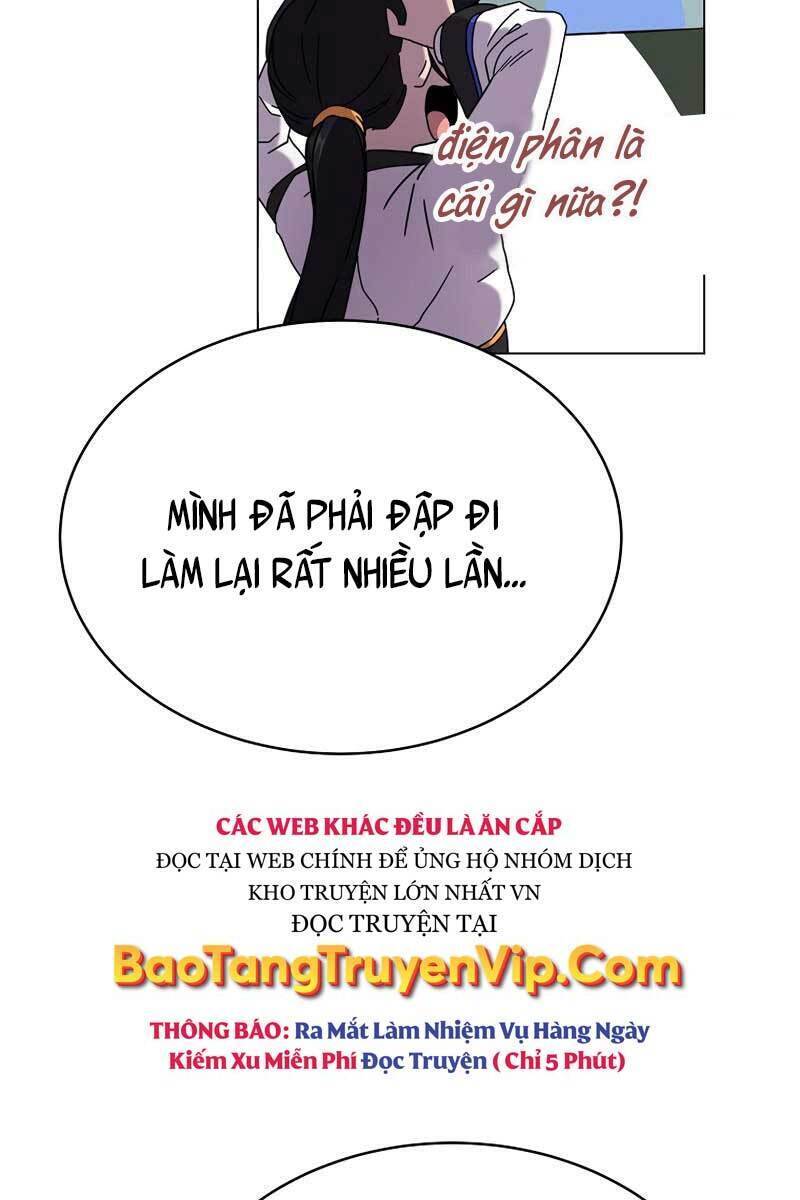 điện phân là
cái gì nữa?!
MÌNH ĐÃ PHẢI ĐẬP ĐI
LÀM LẠI RẤT NHIỀU LẦN...
CÁC WEB KHÁC ĐỀU LÀ ĂN CẮP
ĐỌC TẠI WEB CHÍNH ĐỂ ỦNG HỘ NHÓM DỊCH
KHO TRUYỆN LỚN NHẤT VN
ĐỌC TRUYỆN TẠI
BaoTangTruyenVip.Com
THÔNG BÁO: Ra Mắt Làm Nhiệm Vụ Hàng Ngày
Kiếm Xu Miễn Phí Đọc Truyện ( Chỉ 5 Phút)